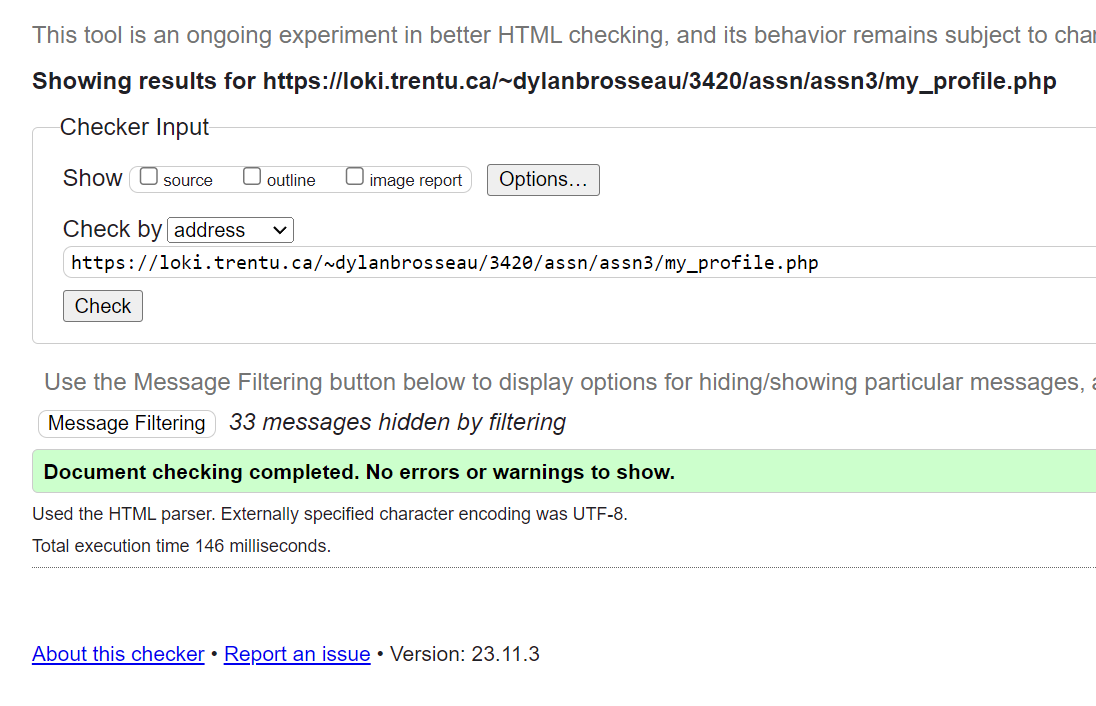 This tool is an ongoing experiment in better HTML checking, and its behavior remains subject to
Showing results for https://loki.trentu.ca/~dylanbrosseau/3420/assn/assn3/my_profile.php
Checker Input
Show source outline image report Options…
Check by address
https://loki.trentu.ca/~dylanbrosseau/3420/assn/assn3/my_profile.php
Check
Use the Message Filtering button below to display options for hiding/showing particular messages,
Message Filtering 33 messages hidden by filtering
Document checking completed. No errors or warnings to show.
Used the HTML parser. Externally specified character encoding was UTF-8.
Total execution time 146 milliseconds.
About this checker • Report an issue • Version: 23.11.3